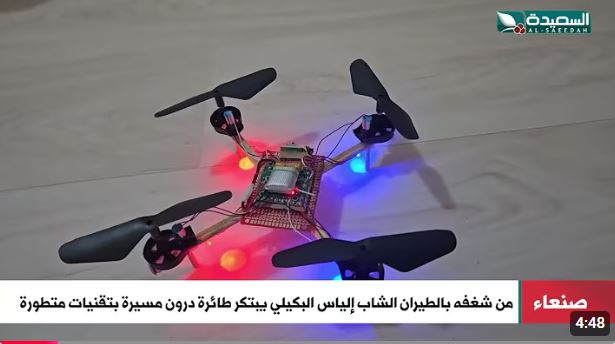 السعيدة
AL-SAEEDAH
صنعاء
من شغفه بالطيران الشاب إلياس البكيلي يبتكر طائرة درون مسيرة بتقنيات متطورة
4:48